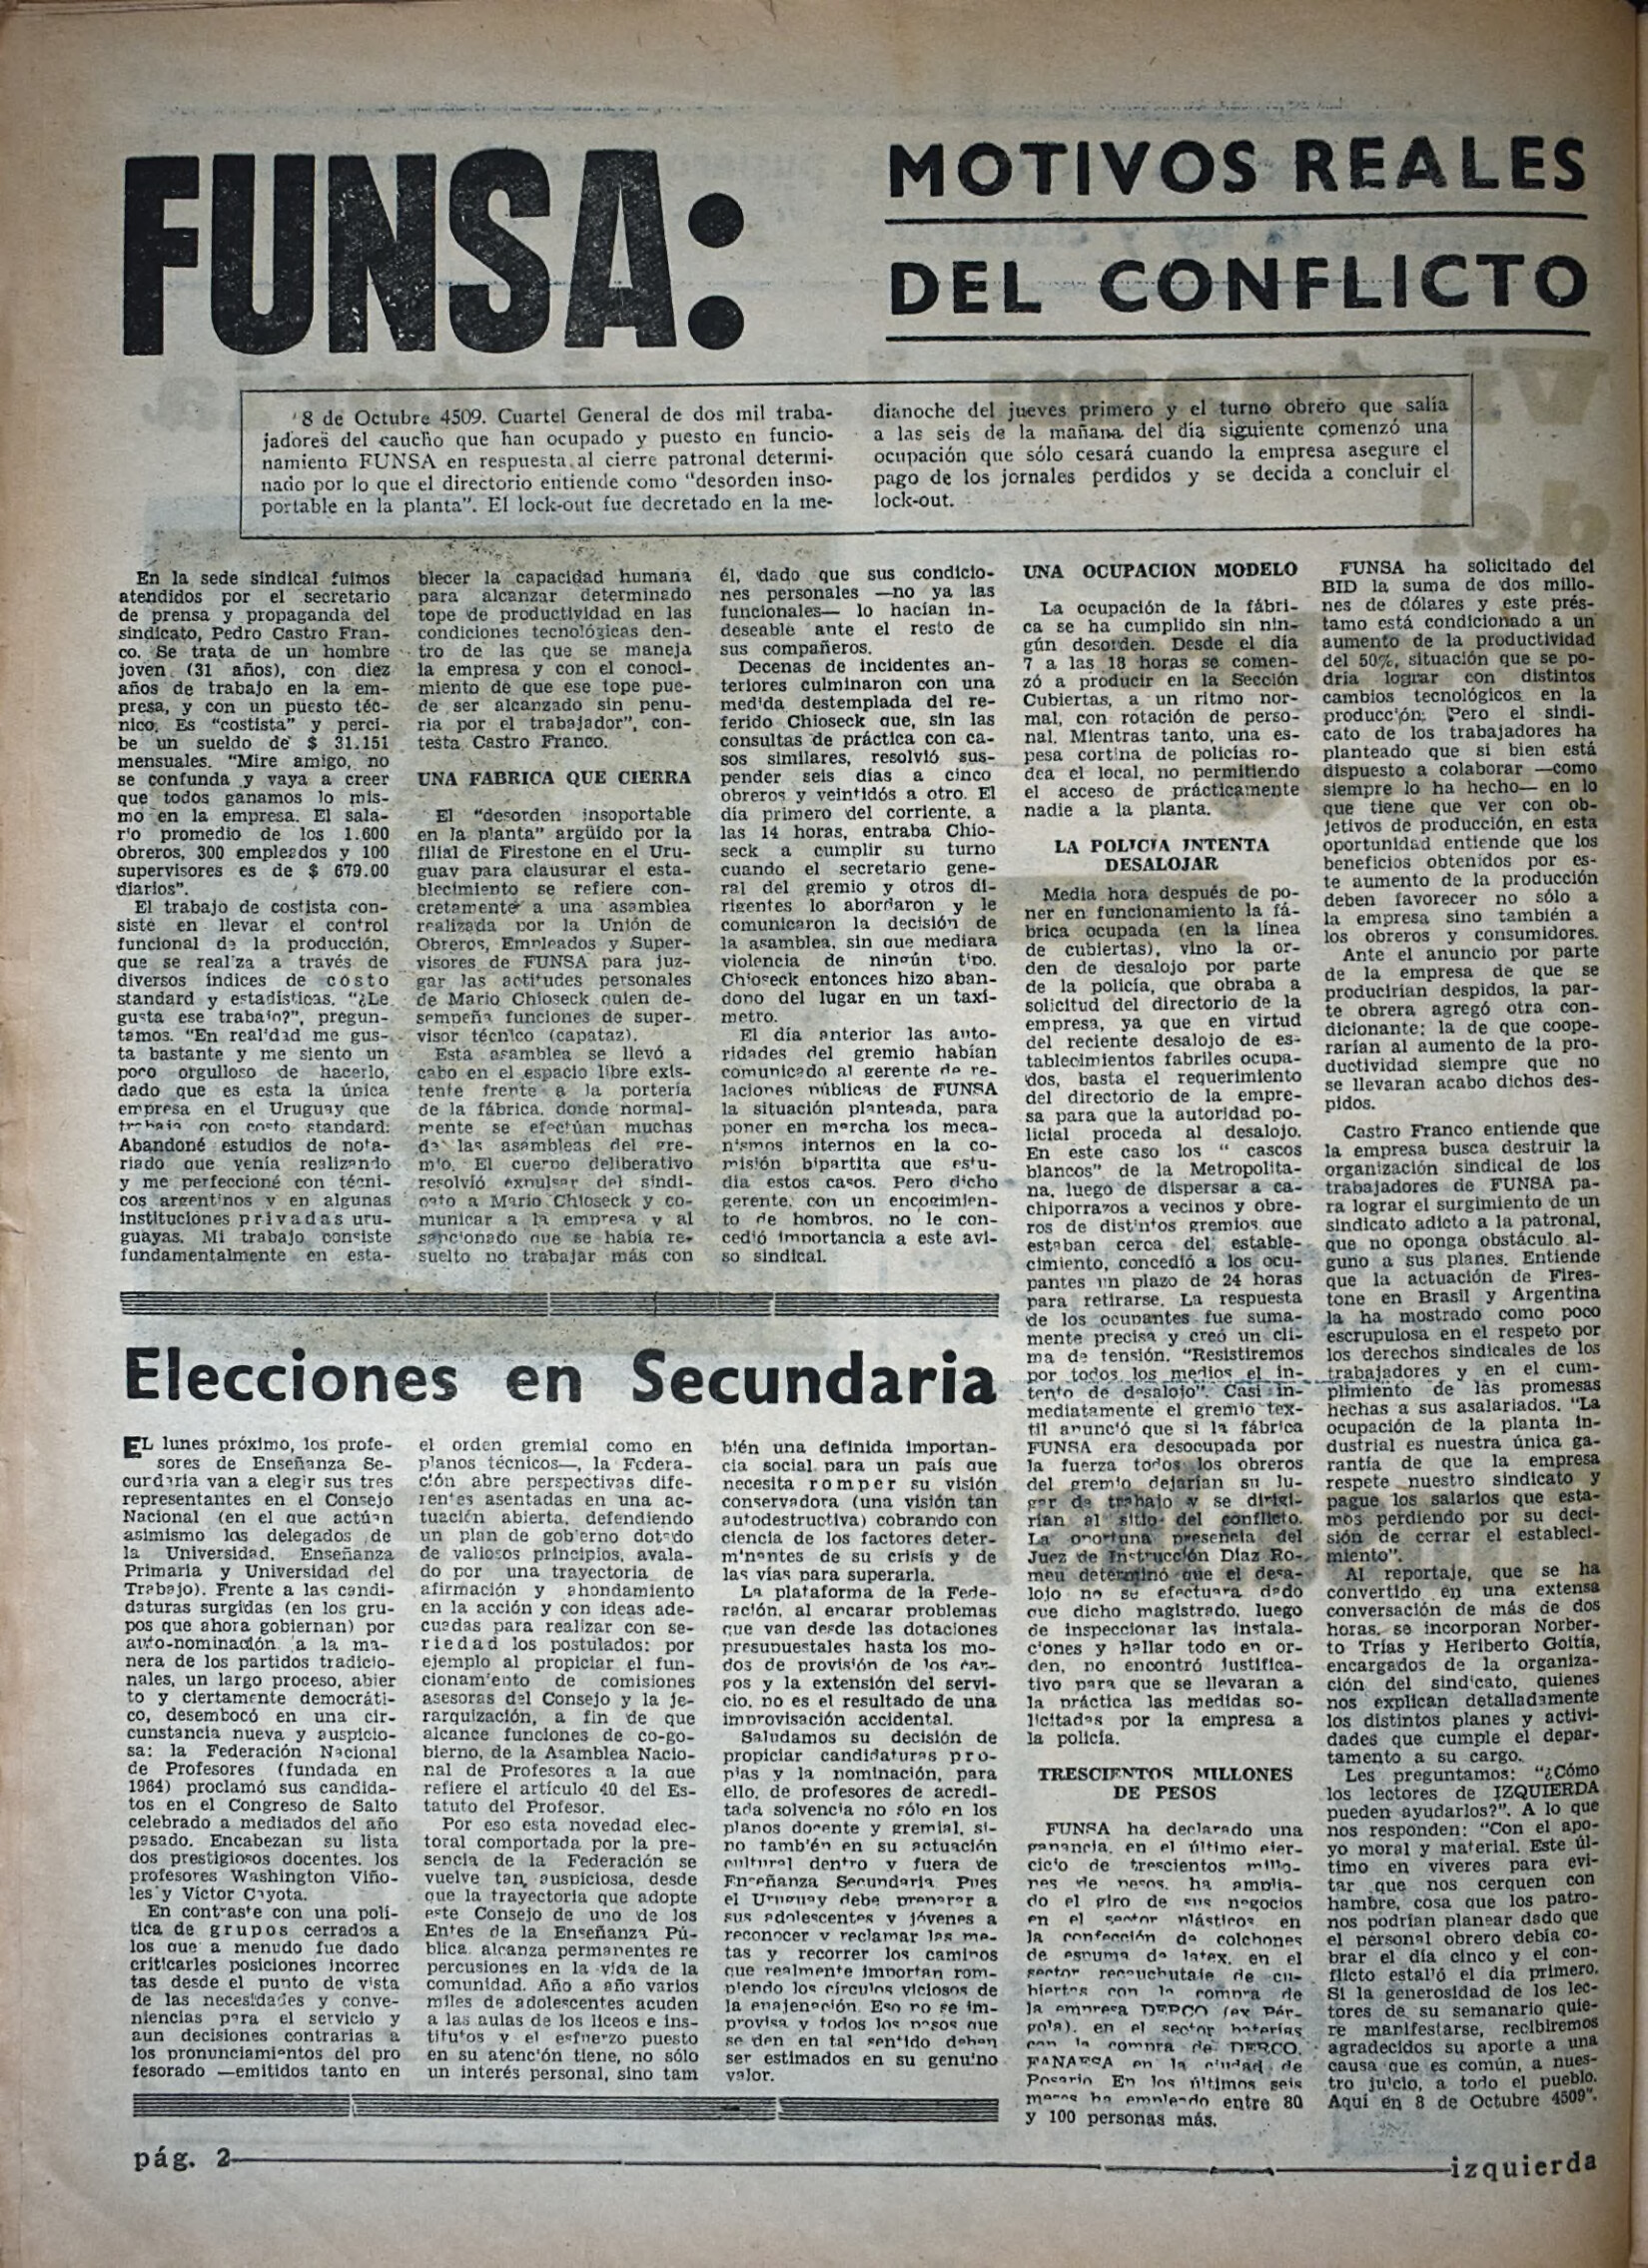 FUNSA:
MOTIVOS REALES
DEL CONFLICTO
8 de Octubre 4509. Cuartel General de dos mil traba-
jadores del caucho que han ocupado y puesto en funcio-
namiento FUNSA en respuesta al cierre patronal determi-
nado por lo que el directorio entiende como "desorden inso-
portable en la planta". El lock-out fue decretado en la me-
dianoche del jueves primero y el turno obrero que salía
a las seis de la mañana del día siguiente comenzó una
ocupación que sólo cesará cuando la empresa asegure el
pago de los jornales perdidos y se decida a concluir el
lock-out.
En la sede sindical fuimos
atendidos por el secretario
de prensa y propaganda del
sindicato, Pedro Castro Fran-
co. Se trata de un hombre
joven (31 años), con diez
años de trabajo en la em-
presa, y con un puesto téc-
nico. Es "costista" y perci-
be un sueldo de $ 31.151
mensuales. "Mire amigo, no
se confunda y vaya a creer
que todos ganamos lo mis-
mo en la empresa. El sala-
rio promedio de los 1.600
obreros, 300 empleados y 100
supervisores es de $ 679.00
diarios".
El trabajo de costista con-
siste en llevar el control
funcional de la producción,
que se realiza a través de
diversos índices de costo
standard y estadísticas. "¿Le
gusta ese trabajo?", pregun-
tamos. "En realidad me gus-
ta bastante y me siento un
poco orgulloso de hacerlo,
dado que es esta la única
empresa en el Uruguay que
trabaja con costo standard:
Abandoné estudios de nota-
riado que venía realizando
y me perfeccioné con técni-
cos argentinos y en algunas
instituciones privadas uru-
guayas. Mi trabajo consiste
fundamentalmente en esta-
blecer la capacidad humana
para alcanzar determinado
tope de productividad en las
condiciones tecnológicas den-
tro de las que se maneja
la empresa y con el conoci-
miento de que ese tope pue-
de ser alcanzado sin penu-
ria por el trabajador", con-
testa Castro Franco.
UNA FABRICA QUE CIERRA
El "desorden insoportable
en la planta" argüido por la
filial de Firestone en el Uru-
guay para clausurar el esta-
blecimiento se refiere con-
cretamente a una asamblea
realizada por la Unión de
Obreros, Empleados y Super-
visores de FUNSA para juz-
gar las actitudes personales
de Mario Chioseck quien de-
sempeña funciones de super-
visor técnico (capataz).
Esta asamblea se llevó a
cabo en el espacio libre exis-
tente frente a la portería
de la fábrica, donde normal-
mente se efectúan muchas
de las asambleas del gre-
mio. El cuerpo deliberativo
resolvió expulsar del sindi-
cato a Mario Chioseck y co-
municar a la empresa y al
sancionado que se había re-
suelto no trabajar más con
él, dado que sus condicio-
nes personales —no ya las
funcionales— lo hacían in-
deseable ante el resto de
sus compañeros.
Decenas de incidentes an-
teriores culminaron con una
medida destemplada del re-
ferido Chioseck que, sin las
consultas de práctica con ca-
sos similares, resolvió sus-
pender seis días a cinco
obreros y veintidós a otro. El
día primero del corriente, a
las 14 horas, entraba Chio-
seck a cumplir su turno
cuando el secretario gene-
ral del gremio y otros di-
rigentes lo abordaron y le
comunicaron la decisión de
la asamblea, sin que mediara
violencia de ningún tipo.
Chioseck entonces hizo aban-
dono del lugar en un taxí-
metro.
El día anterior las auto-
ridades del gremio habían
comunicado al gerente de re-
laciones públicas de FUNSA
la situación planteada, para
poner en marcha los meca-
nismos internos en la co-
misión bipartita que estu-
dia estos casos. Pero dicho
gerente, con un encogimien-
to de hombros, no le con-
cedió importancia a este avi-
so sindical.
UNA OCUPACION MODELO
La ocupación de la fábri-
ca se ha cumplido sin nin-
gún desorden. Desde el día
7 a las 18 horas se comen-
zó a producir en la Sección
Cubiertas, a un ritmo nor-
mal, con rotación de perso-
nal. Mientras tanto, una es-
pesa cortina de policías ro-
dea el local, no permitiendo
el acceso de prácticamente
nadie a la planta.
LA POLICÍA INTENTA
DESALOJAR
Media hora después de po-
ner en funcionamiento la fá-
brica ocupada (en la línea
de cubiertas), vino la or-
den de desalojo por parte
de la policía, que obraba a
solicitud del directorio de la
empresa, ya que en virtud
del reciente desalojo de es-
tablecimientos fabriles ocupa-
dos, basta el requerimiento
del directorio de la empre-
sa para que la autoridad po-
licial proceda al desalojo.
En este caso los " cascos
blancos" de la Metropolita-
na, luego de dispersar a ca-
chiporrazos a vecinos y obre-
ros de distintos gremios que
estaban cerca del estable-
cimiento, concedió a los ocu-
pantes un plazo de 24 horas
para retirarse. La respuesta
de los ocupantes fue suma-
mente precisa y creó un cli-
ma de tensión. "Resistiremos
por todos los medios el in-
tento de desalojo". Casi in-
mediatamente el gremio tex-
til anunció que si la fábrica
FUNSA era desocupada por
la fuerza todos los obreros
del gremio dejarían su lu-
gar de trabajo y se dirigi-
rían al sitio del conflicto.
La oportuna presencia del
Juez de Instrucción Díaz Ro-
meu determinó que el desa-
lojo no se efectuara dado
que dicho magistrado, luego
de inspeccionar las instala-
ciones y hallar todo en or-
den, no encontró justifica-
tivo para que se llevaran a
la práctica las medidas so-
licitadas por la empresa a
la policía.
TRESCIENTOS MILLONES
DE PESOS
FUNSA ha declarado una
ganancia, en el último ejer-
cicio de trescientos millo-
nes de pesos, ha amplia-
do el giro de sus negocios
en el sector plásticos, en
la confección de colchones
de espuma de latex, en el
sector recauchutaje de cu-
biertas con la compra de
la empresa DERCO (ex Pér-
gola), en el sector baterías
con la compra de DERCO,
FANAESA en la ciudad de
Rosario En los últimos seis
meses ha empleado entre 80
y 100 personas más.
FUNSA ha solicitado del
BID la suma de dos millo-
nes de dólares y este prés-
tamo está condicionado a un
aumento de la productividad
del 50%, situación que se po-
dría lograr con distintos
cambios tecnológicos en la
producción. Pero el sindi-
cato de los trabajadores ha
planteado que si bien está
dispuesto a colaborar —como
siempre lo ha hecho— en lo
que tiene que ver con ob-
jetivos de producción, en esta
oportunidad entiende que los
beneficios obtenidos por es-
te aumento de la producción
deben favorecer no sólo a
la empresa sino también a
los obreros y consumidores.
Ante el anuncio por parte
de la empresa de que se
producirían despidos, la par-
te obrera agregó otra con-
dicionante: la de que coope-
rarían al aumento de la pro-
ductividad siempre que no
se llevaran acabo dichos des-
pidos.
Castro Franco entiende que
la empresa busca destruir la
organización sindical de los
trabajadores de FUNSA pa-
ra lograr el surgimiento de un
sindicato adicto a la patronal,
que no oponga obstáculo al-
guno a sus planes. Entiende
que la actuación de Fires-
tone en Brasil y Argentina
la ha mostrado como poco
escrupulosa en el respeto por
los derechos sindicales de los
trabajadores y en el cum-
plimiento de las promesas
hechas a sus asalariados. "La
ocupación de la planta in-
dustrial es nuestra única ga-
rantía de que la empresa
respete nuestro sindicato y
pague los salarios que esta-
mos perdiendo por su deci-
sión de cerrar el estableci-
miento".
Al reportaje, que se ha
convertido en una extensa
conversación de más de dos
horas, se incorporan Norber-
to Trías y Heriberto Goitía,
encargados de la organiza-
ción del sindicato, quienes
nos explican detalladamente
los distintos planes y activi-
dades que cumple el depar-
tamento a su cargo.
Les preguntamos: "¿Cómo
los lectores de IZQUIERDA
pueden ayudarlos?". A lo que
nos responden: "Con el apo-
yo moral y material. Este úl-
timo en víveres para evi-
tar que nos cerquen con
hambre, cosa que los patro-
nos podrían planear dado que
el personal obrero debía co-
brar el día cinco y el con-
flicto estalló el día primero.
Si la generosidad de los lec-
tores de su semanario quie-
re manifestarse, recibiremos
agradecidos su aporte a una
causa que es común, a nues-
tro juicio, a todo el pueblo.
Aquí en 8 de Octubre 4509".
Elecciones en Secundaria
EL lunes próximo, los profe-
sores de Enseñanza Se-
cundaria van a elegir sus tres
representantes en el Consejo
Nacional (en el que actúan
asimismo los delegados de
la Universidad, Enseñanza
Primaria y Universidad del
Trabajo). Frente a las candi-
daturas surgidas (en los gru-
pos que ahora gobiernan) por
auto-nominación a la ma-
nera de los partidos tradicio-
nales, un largo proceso, abier
to y ciertamente democráti-
co, desembocó en una cir-
cunstancia nueva y auspicio-
sa: la Federación Nacional
de Profesores (fundada en
1964) proclamó sus candida-
tos en el Congreso de Salto
celebrado a mediados del año
pasado. Encabezan su lista
dos prestigiosos docentes, los
profesores Washington Viño-
les y Víctor Cayota.
En contraste con una polí-
tica de grupos cerrados a
los que a menudo fue dado
criticarles posiciones incorrec
tas desde el punto de vista
de las necesidades y conve-
niencias para el servicio y
aun decisiones contrarias a
los pronunciamientos del pro
fesorado —emitidos tanto en
el orden gremial como en
planos técnicos—, la Federa-
ción abre perspectivas dife-
rentes asentadas en una ac-
tuación abierta, defendiendo
un plan de gobierno dotado
de valiosos principios, avala-
do por una trayectoria de
afirmación y ahondamiento
en la acción y con ideas ade-
cuadas para realizar con se-
riedad los postulados: por
ejemplo al propiciar el fun-
cionamiento de comisiones
asesoras del Consejo y la je-
rarquización, a fin de que
alcance funciones de co-go-
bierno, de la Asamblea Nacio-
nal de Profesores a la que
refiere el artículo 40 del Es-
tatuto del Profesor.
Por eso esta novedad elec-
toral comportada por la pre-
sencia de la Federación se
vuelve tan auspiciosa, desde
que la trayectoria que adopte
este Consejo de uno de los
Entes de la Enseñanza Pú-
blica alcanza permanentes re
percusiones en la vida de la
comunidad. Año a año varios
miles de adolescentes acuden
a las aulas de los liceos e ins-
titutos y el esfuerzo puesto
en su atención tiene, no sólo
un interés personal, sino tam
bién una definida importan-
cia social para un país que
necesita romper su visión
conservadora (una visión tan
autodestructiva) cobrando con
ciencia de los factores deter-
minantes de su crisis y de
las vías para superarla.
La plataforma de la Fede-
ración, al encarar problemas
que van desde las dotaciones
presupuestales hasta los mo-
dos de provisión de los car-
gos y la extensión del servi-
cio, no es el resultado de una
improvisación accidental.
Saludamos su decisión de
propiciar candidaturas pro-
pias y la nominación, para
ello, de profesores de acredi-
tada solvencia no sólo en los
planos docente y gremial, si-
no también en su actuación
cultural dentro y fuera de
Enseñanza Secundaria. Pues
el Uruguay debe preparar a
sus adolescentes y jóvenes a
reconocer y reclamar las me-
tas y recorrer los caminos
que realmente importan rom-
piendo los círculos viciosos de
la enajenación. Eso no se im-
provisa y todos los pasos que
se den en tal sentido deben
ser estimados en su genuino
valor.
pág. 2
izquierda